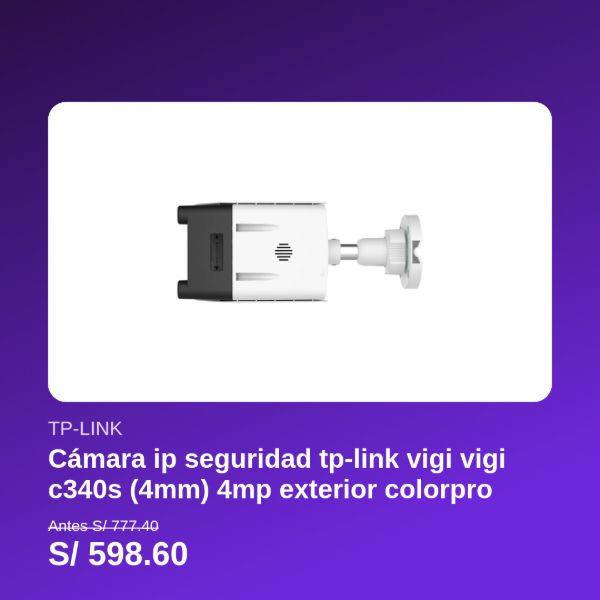 TP-LINK
Cámara ip seguridad tp-link vigi vigi
c340s (4mm) 4mp exterior colorpro
Antes S/ 777.40
S/ 598.60